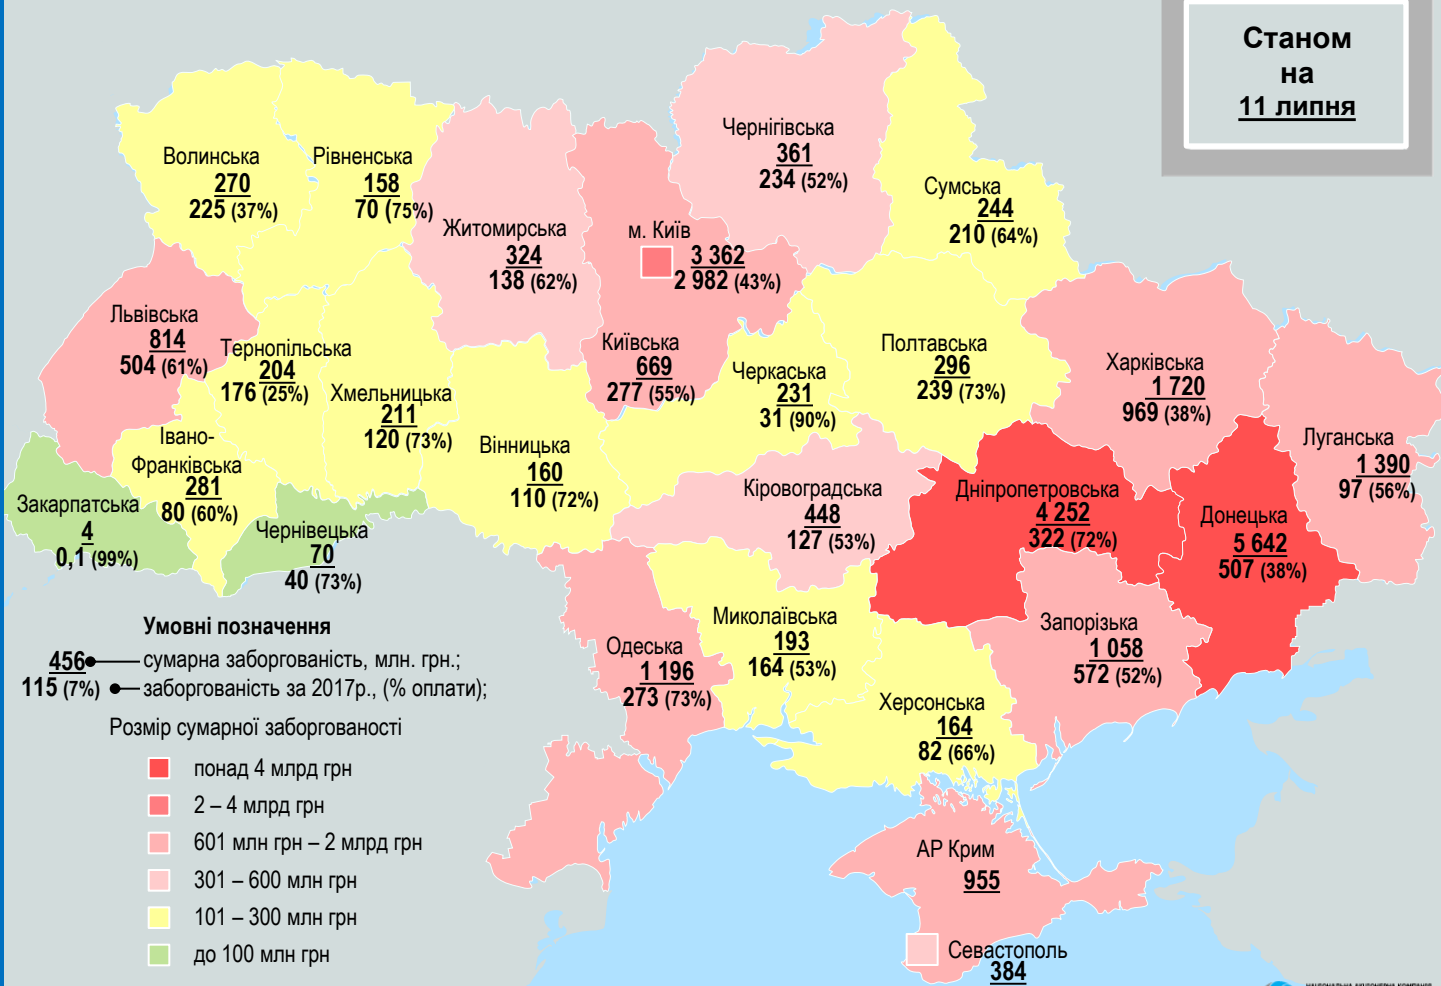 Станом
на
11 липня
Волинська
270
225 (37%)
Рівненська
158
70 (75%)
Житомирська
324
138 (62%)
м. Київ
3 362
2 982 (43%)
Чернігівська
361
234 (52%)
Сумська
244
210 (64%)
Львівська
814
504 (61%)
Тернопільська
204
176 (25%)
Хмельницька
211
120 (73%)
Вінницька
160
110 (72%)
Київська
669
277 (55%)
Черкаська
231
31 (90%)
Полтавська
296
239 (73%)
Харківська
1 720
969 (38%)
Луганська
1 390
97 (56%)
Івано-
Франківська
281
80 (60%)
Закарпатська
4
0,1 (99%)
Чернівецька
70
40 (73%)
Кіровоградська
448
127 (53%)
Дніпропетровська
4 252
322 (72%)
Донецька
5 642
507 (38%)
Одеська
1 196
273 (73%)
Миколаївська
193
164 (53%)
Запорізька
1 058
572 (52%)
Херсонська
164
82 (66%)
АР Крим
955
Севастополь
384
Умовні позначення
456 сумарна заборгованість, млн. грн.;
115 (7%) заборгованість за 2017р., (% оплати);
Розмір сумарної заборгованості
понад 4 млрд грн
2 – 4 млрд грн
601 млн грн – 2 млрд грн
301 – 600 млн грн
101 – 300 млн грн
до 100 млн грн